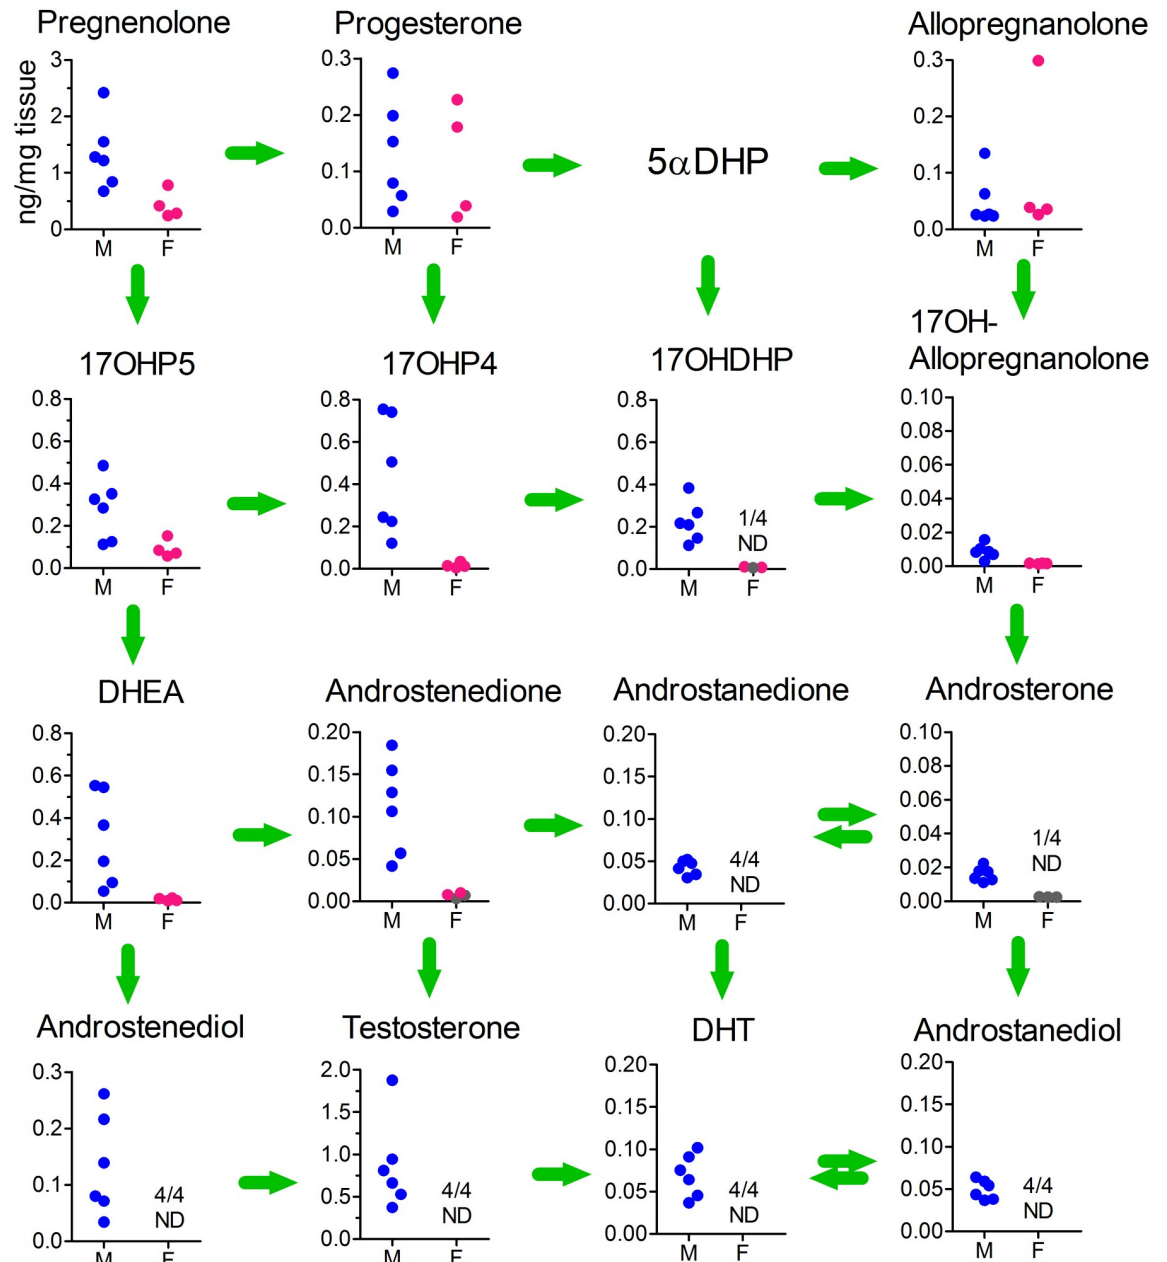 Pregnenolone
Progesterone
Allopregnanolone
ng/mg tissue
3
2
1
0
M
F
0.3
0.2
0.1
0.0
M
F
5αDHP
0.3
0.2
0.1
0.0
M
F
17OHP5
17OHP4
17OHDHP
17OH-
Allopregnanolone
0.8
0.6
0.4
0.2
0.0
M
F
0.8
0.6
0.4
0.2
0.0
M
F
0.8
0.6
0.4
0.2
0.0
1/4
ND
M
F
0.10
0.08
0.06
0.04
0.02
0.00
M
F
DHEA
Androstenedione
Androstanedione
Androsterone
0.8
0.6
0.4
0.2
0.0
M
F
0.20
0.15
0.10
0.05
0.00
M
F
0.20
0.15
0.10
0.05
0.00
4/4
ND
M
F
0.10
0.08
0.06
0.04
0.02
0.00
1/4
ND
M
F
Androstenediol
Testosterone
DHT
Androstanediol
0.3
0.2
0.1
0.0
4/4
ND
M
F
2.0
1.5
1.0
0.5
0.0
4/4
ND
M
F
0.20
0.15
0.10
0.05
0.00
4/4
ND
M
F
0.20
0.15
0.10
0.05
0.00
4/4
ND
M
F